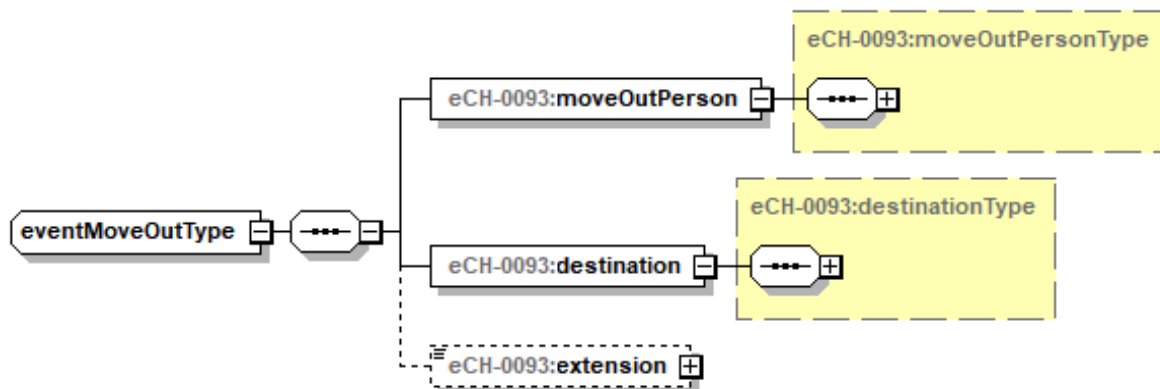 eCH-0093:moveOutPersonType
eCH-0093:moveOutPerson
eCH-0093:destinationType
eventMoveOutType
eCH-0093:destination
eCH-0093:extension